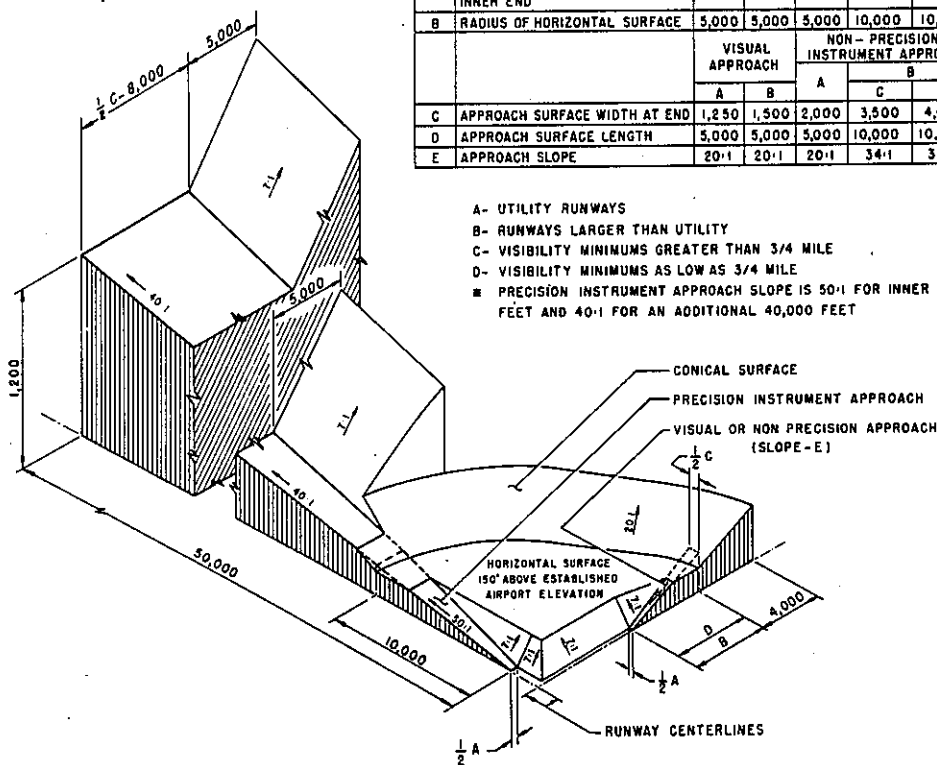 INNER END
B RADIUS OF HORIZONTAL SURFACE 5,000 5,000 5,000 10,000 10,
VISUAL APPROACH
NON-PRECISION INSTRUMENT APPRO
A B A B
C
C APPROACH SURFACE WIDTH AT END 1,250 1,500 2,000 3,500 4,
D APPROACH SURFACE LENGTH 5,000 5,000 5,000 10,000 10,
E APPROACH SLOPE 20:1 20:1 20:1 34:1 3
A- UTILITY RUNWAYS
B- RUNWAYS LARGER THAN UTILITY
C- VISIBILITY MINIMUMS GREATER THAN 3/4 MILE
D- VISIBILITY MINIMUMS AS LOW AS 3/4 MILE
* PRECISION INSTRUMENT APPROACH SLOPE IS 50:1 FOR INNER
FEET AND 40:1 FOR AN ADDITIONAL 40,000 FEET
5,000
1/2 C-8,000
7:1
40:1
5,000
1,200
7:1
40:1
CONICAL SURFACE
PRECISION INSTRUMENT APPROACH
VISUAL OR NON PRECISION APPROACH
(SLOPE-E)
1/2 C
20:1
HORIZONTAL SURFACE
150' ABOVE ESTABLISHED
AIRPORT ELEVATION
50,000
50:1
7:1
7:1
7:1
7:1
7:1
10,000
4,000
D
B
1/2 A
RUNWAY CENTERLINES
1/2 A